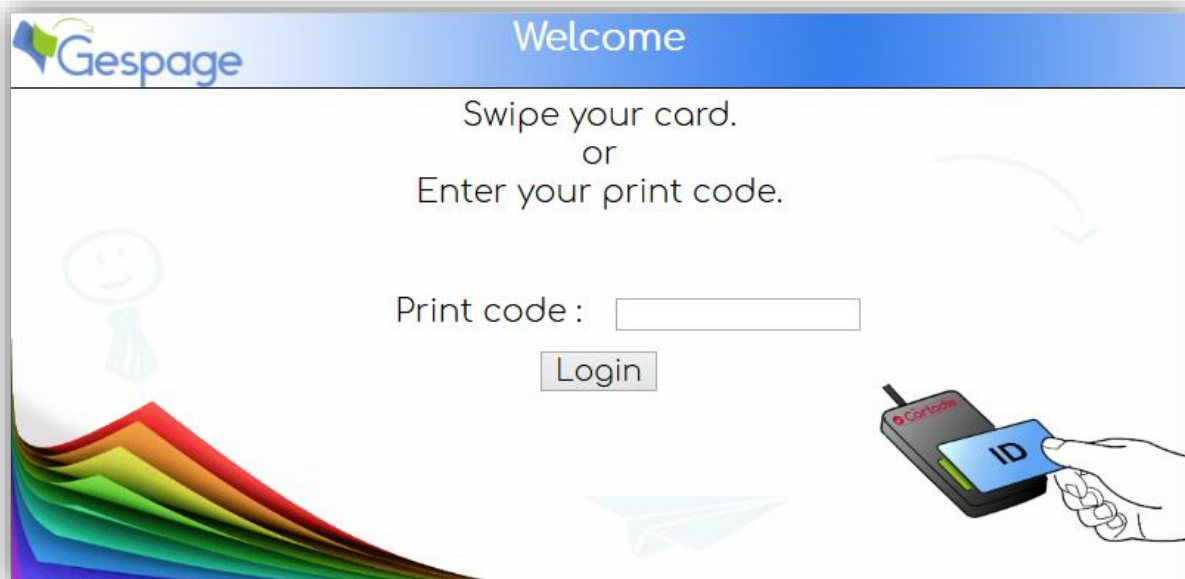 Gespage
Welcome
Swipe your card.
or
Enter your print code.
Print code :
Login
Cartadis
ID